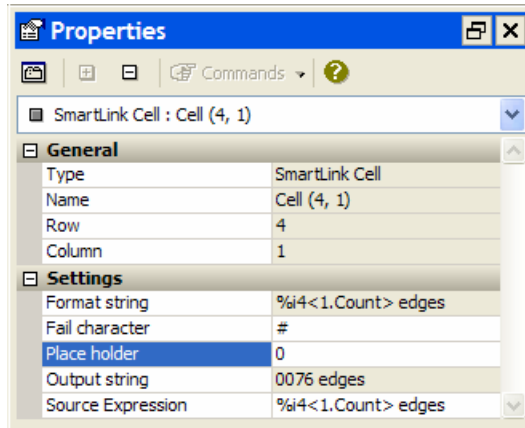 Properties
Commands
SmartLink Cell : Cell (4, 1)
General
Type SmartLink Cell
Name Cell (4, 1)
Row 4
Column 1
Settings
Format string %i4<1.Count> edges
Fail character #
Place holder 0
Output string 0076 edges
Source Expression %i4<1.Count> edges